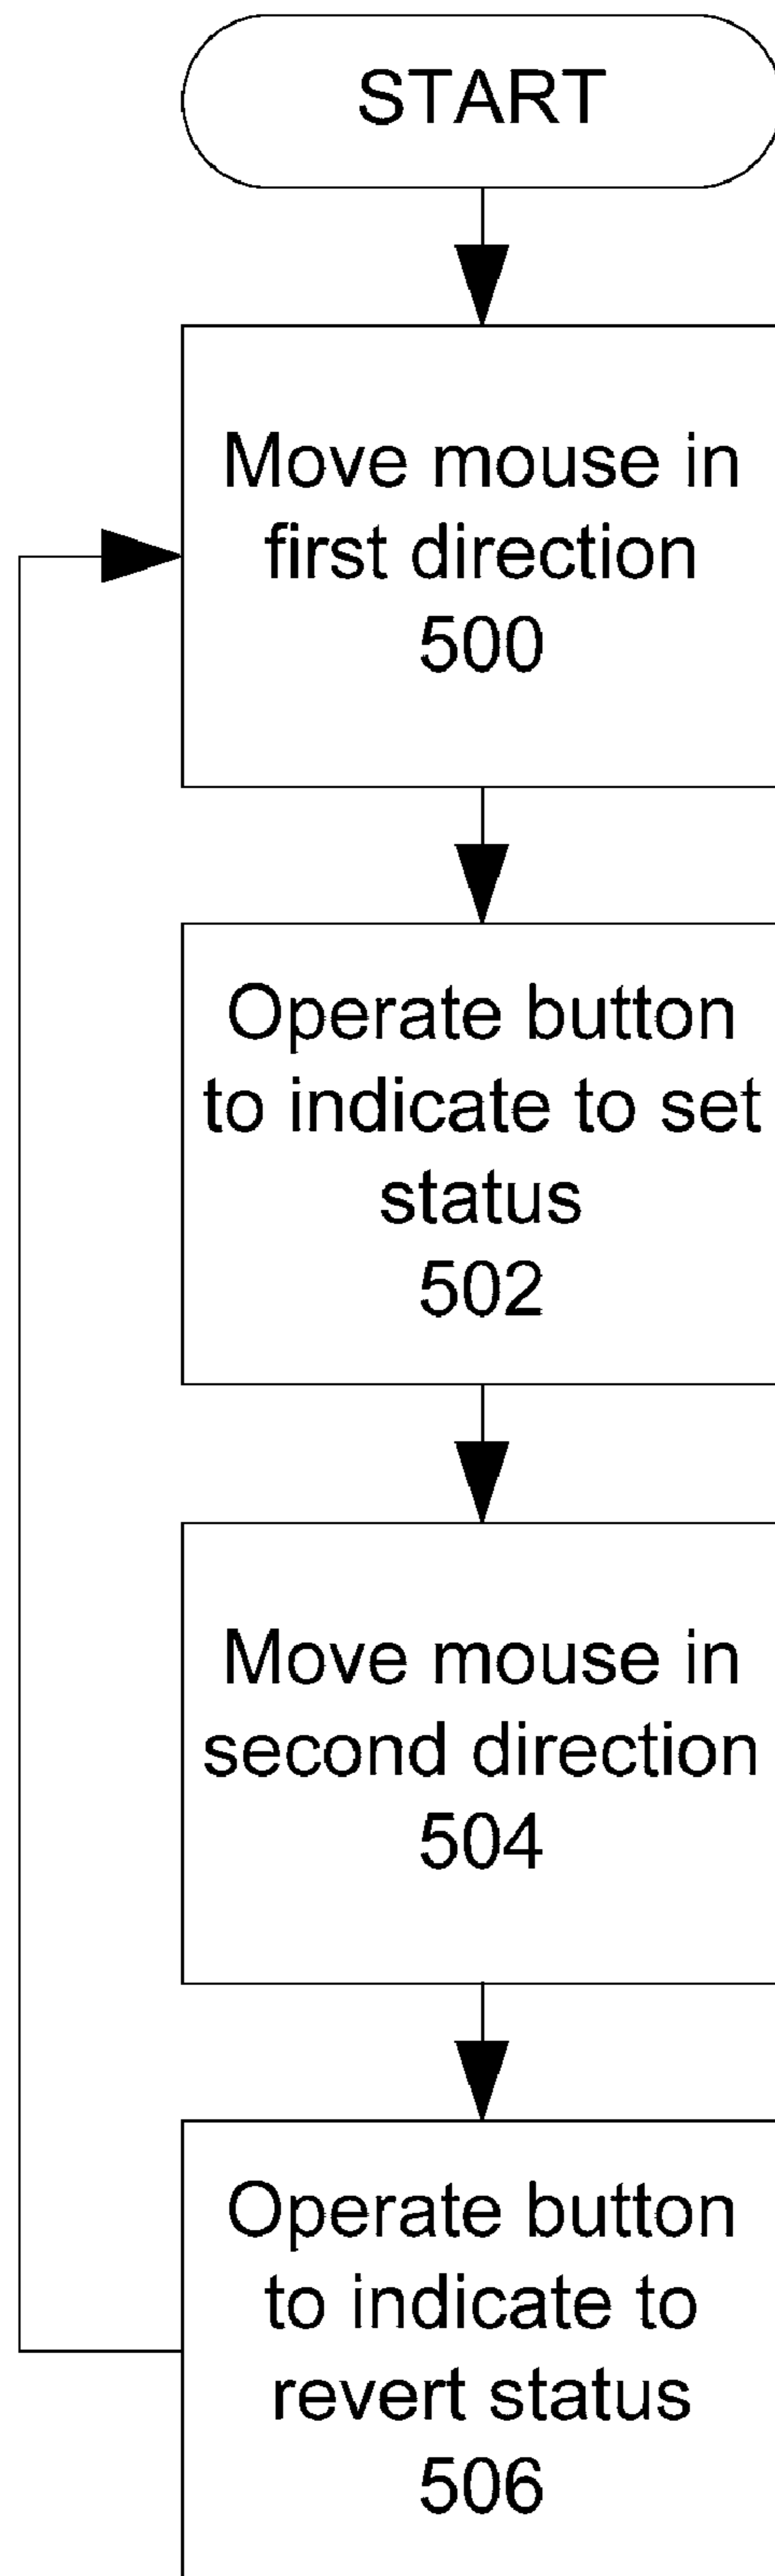 START
Move mouse in
first direction
500
Operate button
to indicate to set
status
502
Move mouse in
second direction
504
Operate button
to indicate to
revert status
506